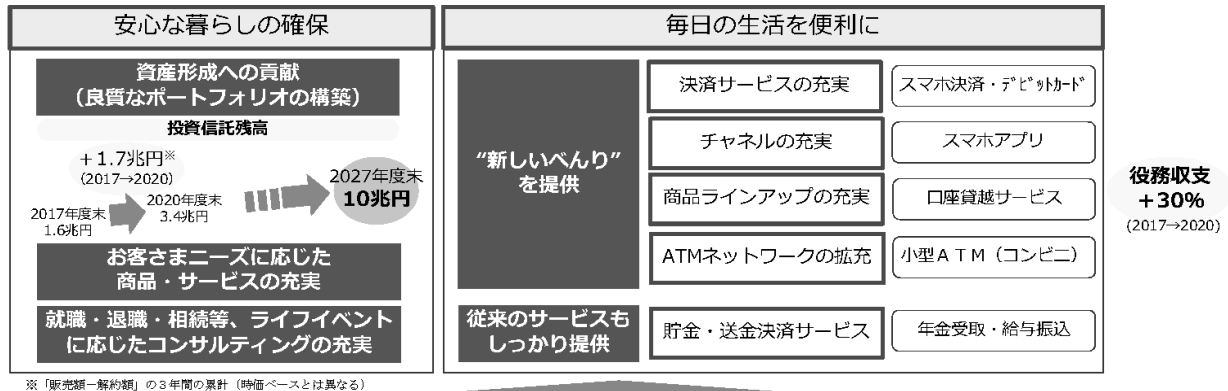 安心な暮らしの確保
資産形成への貢献
(良質なポートフォリオの構築)
投資信託残高
+1.7兆円※
(2017→2020)
2017年度末
1.6兆円
2020年度末
3.4兆円
2027年度末
10兆円
お客さまニーズに応じた
商品・サービスの充実
就職・退職・相続等、ライフイベント
に応じたコンサルティングの充実
※「販売額-解約額」の3年間の累計(時価ベースとは異なる)
毎日の生活を便利に
“新しいべんり”
を提供
決済サービスの充実
スマホ決済・デビットカード
チャネルの充実
スマホアプリ
商品ラインアップの充実
口座貸越サービス
ATMネットワークの拡充
小型ATM(コンビニ)
従来のサービスも
しっかり提供
貯金・送金決済サービス
年金受取・給与振込
役務収支
+30%
(2017→2020)